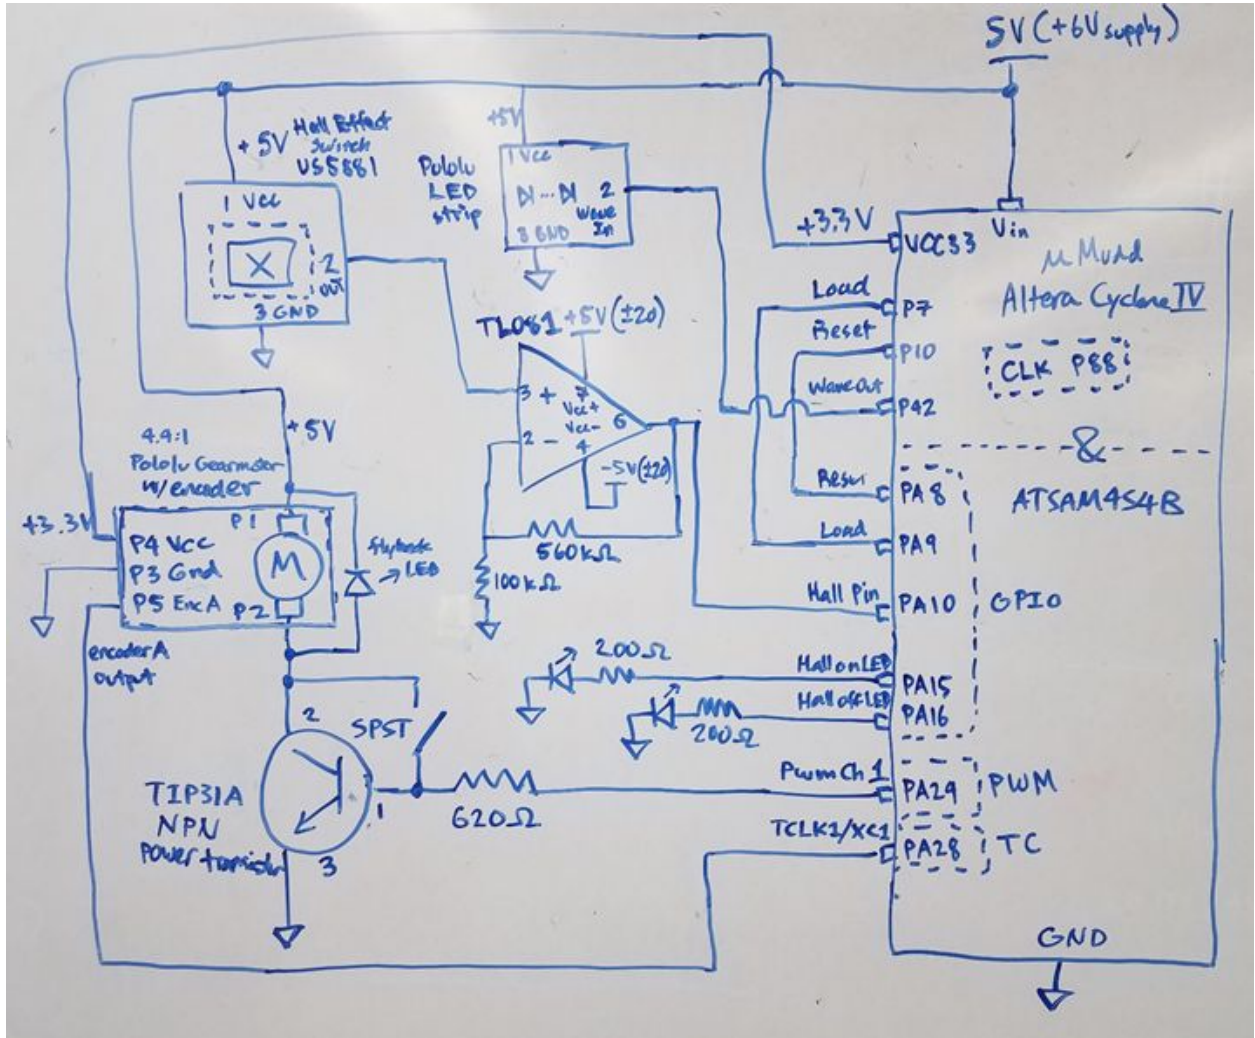 5V(+6Vsupply)
+5V
Hall Effect
Switch
US5881
1 Vcc
X
2
OUT
3 GND
Pololu
LED
strip
+5V
1 Vcc
2
Wave
In
3 GND
+3.3V
VCC33
Vin
μMudd
Altera Cyclone IV
CLK P88
&
ATSAM4S4B
Load
P7
Reset
P10
WaveOut
P42
PA8
Load
PA9
Hall Pin
PA10
GPIO
Hall on LED
PA15
Hall off LED
PA16
PwmCh1
PA29
PWM
TCLK1/XC1
PA28
TC
GND
TL081
+5V(±20)
3 +
7
Vcc+
Vcc-
6
2 -
4
-5V(±20)
560kΩ
100kΩ
200Ω
200Ω
4.4:1
Pololu Gearmotor
w/encoder
+5V
+3.3V
P1
P4 Vcc
P3 Gnd
P5 EncA
M
P2
flyback
LED
encoder A
output
2
SPST
1
620Ω
TIP31A
NPN
Power transistor
3